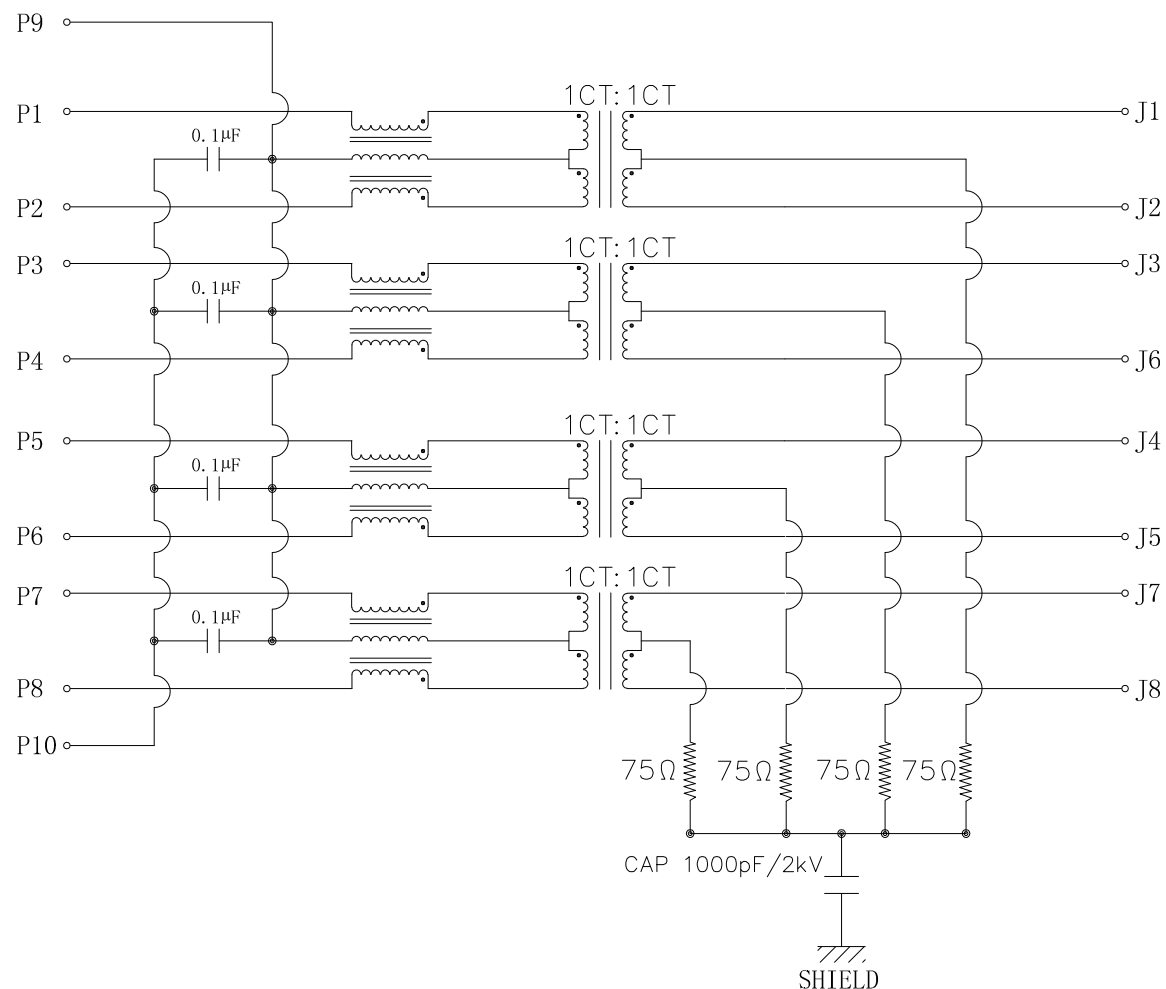 P9
P1
1CT:1CT
J1
0.1µF
P2
J2
P3
1CT:1CT
J3
0.1µF
P4
J6
P5
1CT:1CT
J4
0.1µF
P6
J5
P7
1CT:1CT
J7
0.1µF
P8
J8
P10
75Ω
75Ω
75Ω
75Ω
CAP 1000pF/2kV
SHIELD